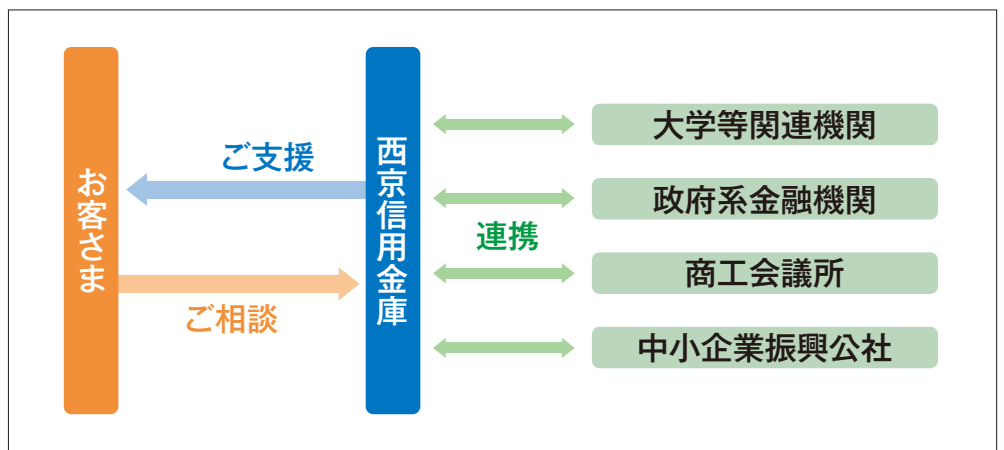 お客さま
ご支援
ご相談
西京信用金庫
連携
大学等関連機関
政府系金融機関
商工会議所
中小企業振興公社